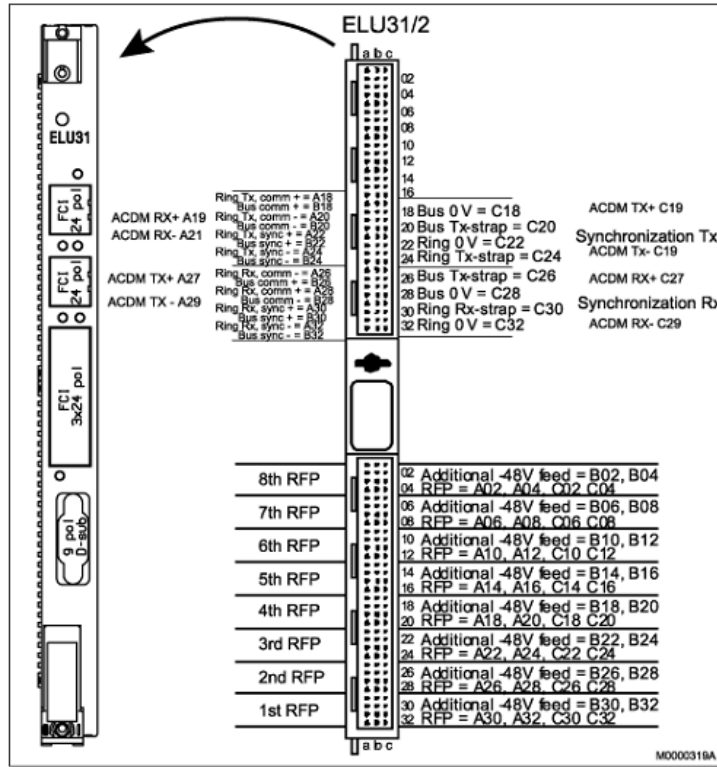 ELU31/2
a b c
02
04
06
08
10
12
14
16
ELU31
FCI
24 pol
FCI
24 pol
FCI
3x24 pol
9 pol
D-sub
ACDM RX+ A19
ACDM RX- A21
ACDM TX+ A27
ACDM TX - A29
Ring Tx, comm + = A18
Bus comm + = B18
Ring Tx, comm - = A20
Bus comm - = B20
Ring Tx, sync + = A22
Bus sync + = B22
Ring Tx, sync - = A24
Bus sync - = B24
Ring Rx, comm - = A26
Bus comm + = B26
Ring Rx, comm + = A28
Bus comm - = B28
Ring Rx, sync + = A30
Bus sync + = B30
Ring Rx, sync - = A32
Bus sync - = B32
18 Bus 0 V = C18
20 Bus Tx-strap = C20
22 Ring 0 V = C22
24 Ring Tx-strap = C24
26 Bus Tx-strap = C26
28 Bus 0 V = C28
30 Ring Rx-strap = C30
32 Ring 0 V = C32
ACDM TX+ C19
Synchronization Tx
ACDM Tx- C19
ACDM RX+ C27
Synchronization Rx
ACDM RX- C29
8th RFP
02 Additional -48V feed = B02, B04
04 RFP = A02, A04, C02 C04
7th RFP
06 Additional -48V feed = B06, B08
08 RFP = A06, A08, C06 C08
6th RFP
10 Additional -48V feed = B10, B12
12 RFP = A10, A12, C10 C12
5th RFP
14 Additional -48V feed = B14, B16
16 RFP = A14, A16, C14 C16
4th RFP
18 Additional -48V feed = B18, B20
20 RFP = A18, A20, C18 C20
3rd RFP
22 Additional -48V feed = B22, B24
24 RFP = A22, A24, C22 C24
2nd RFP
26 Additional -48V feed = B26, B28
28 RFP = A26, A28, C26 C28
1st RFP
30 Additional -48V feed = B30, B32
32 RFP = A30, A32, C30 C32
a b c
M0000319A